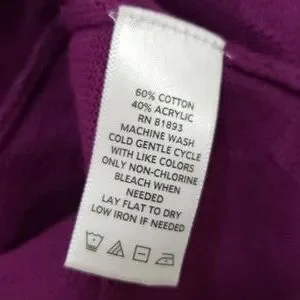 60% COTTON
40% ACRYLIC
RN 81893
MACHINE WASH
COLD GENTLE CYCLE
WITH LIKE COLORS
ONLY NON-CHLORINE
BLEACH WHEN
NEEDED
LAY FLAT TO DRY
LOW IRON IF NEEDED